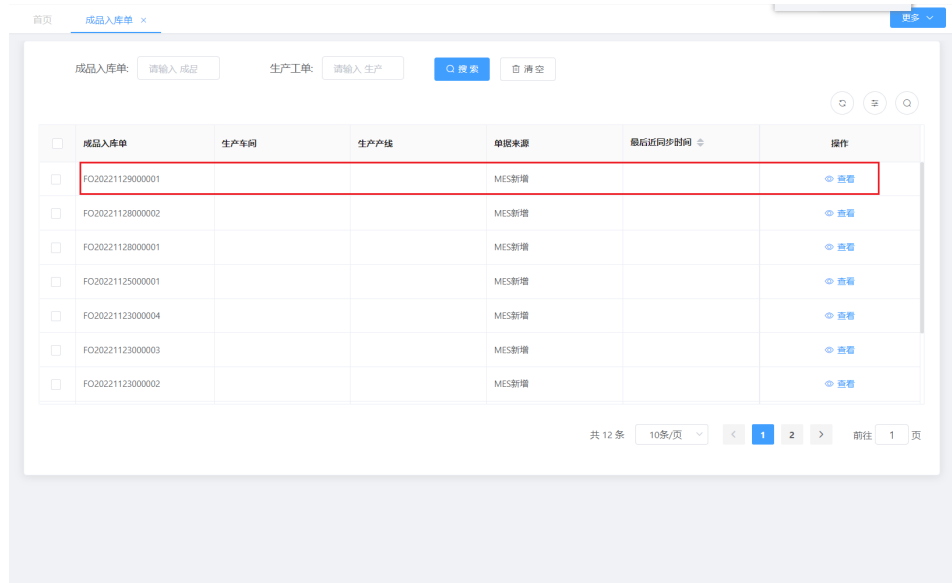 首页 成品入库单 × 更多
成品入库单: 请输入 成品 生产工单: 请输入 生产 搜索 清空
成品入库单 生产车间 生产产线 单据来源 最后近同步时间 操作
FO20221129000001 MES新增 查看
FO20221128000002 MES新增 查看
FO20221128000001 MES新增 查看
FO20221125000001 MES新增 查看
FO20221123000004 MES新增 查看
FO20221123000003 MES新增 查看
FO20221123000002 MES新增 查看
共 12 条 10条/页 1 2 前往 1 页